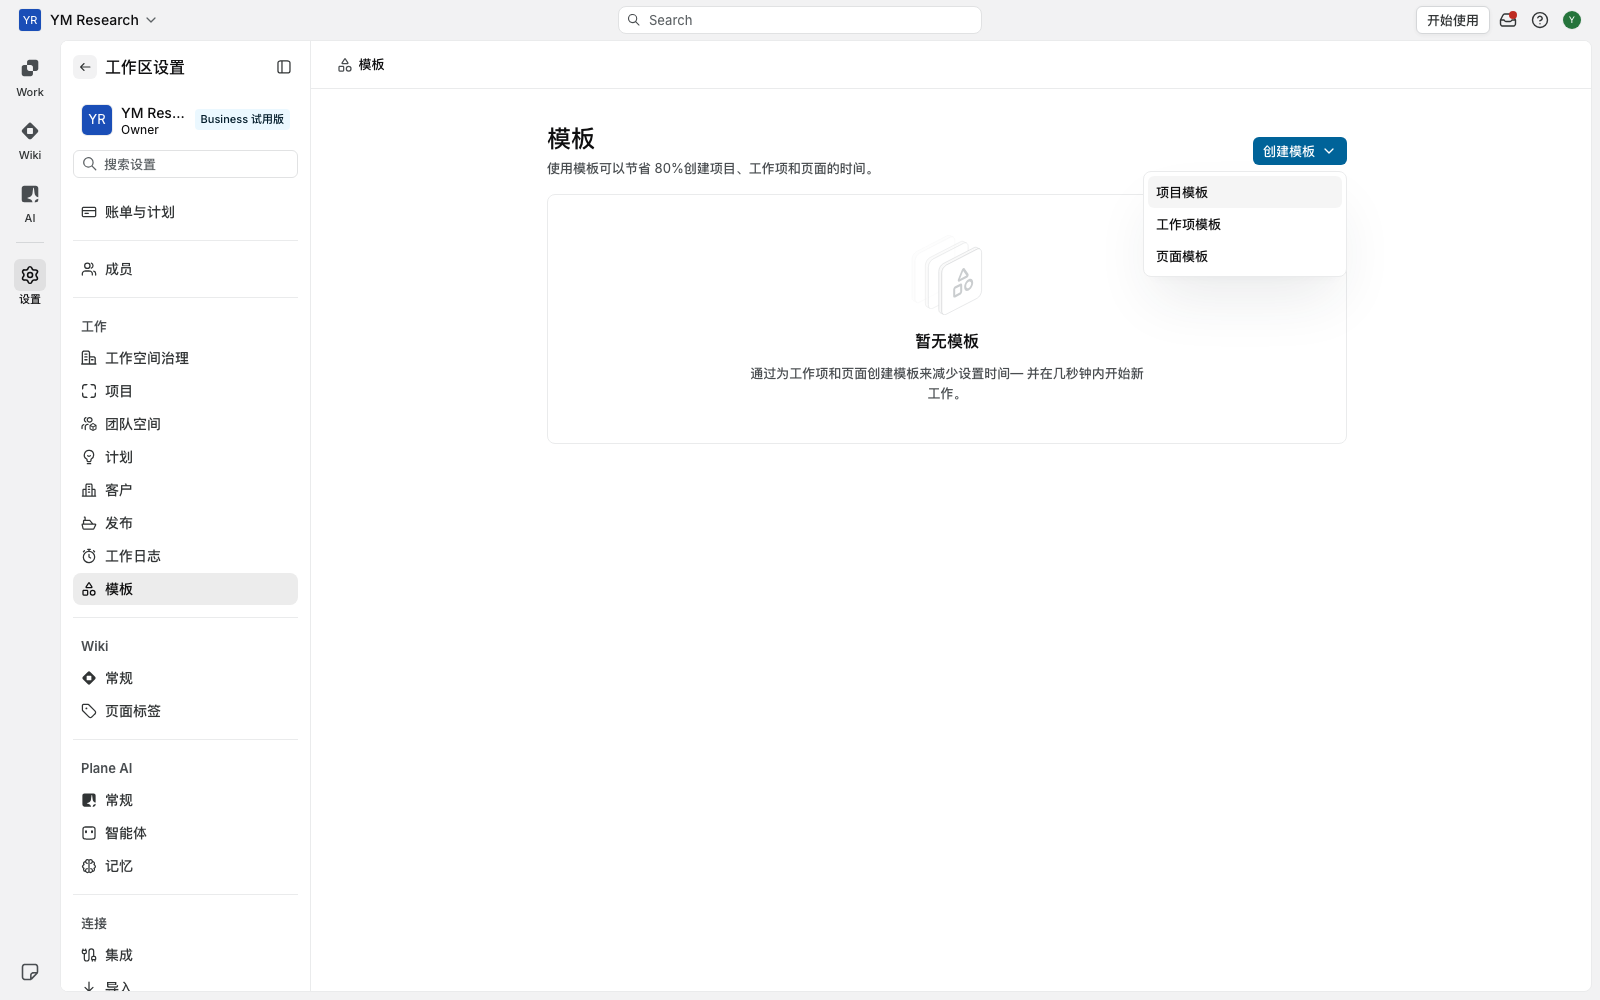 YR YM Research
Search
开始使用
Y
Work
Wiki
AI
设置
工作区设置
YR
YM Res...
Owner
Business 试用版
搜索设置
账单与计划
成员
工作
工作空间治理
项目
团队空间
计划
客户
发布
工作日志
模板
Wiki
常规
页面标签
Plane AI
常规
智能体
记忆
连接
集成
导入
模板
模板
使用模板可以节省 80%创建项目、工作项和页面的时间。
创建模板
项目模板
工作项模板
页面模板
暂无模板
通过为工作项和页面创建模板来减少设置时间— 并在几秒钟内开始新
工作。